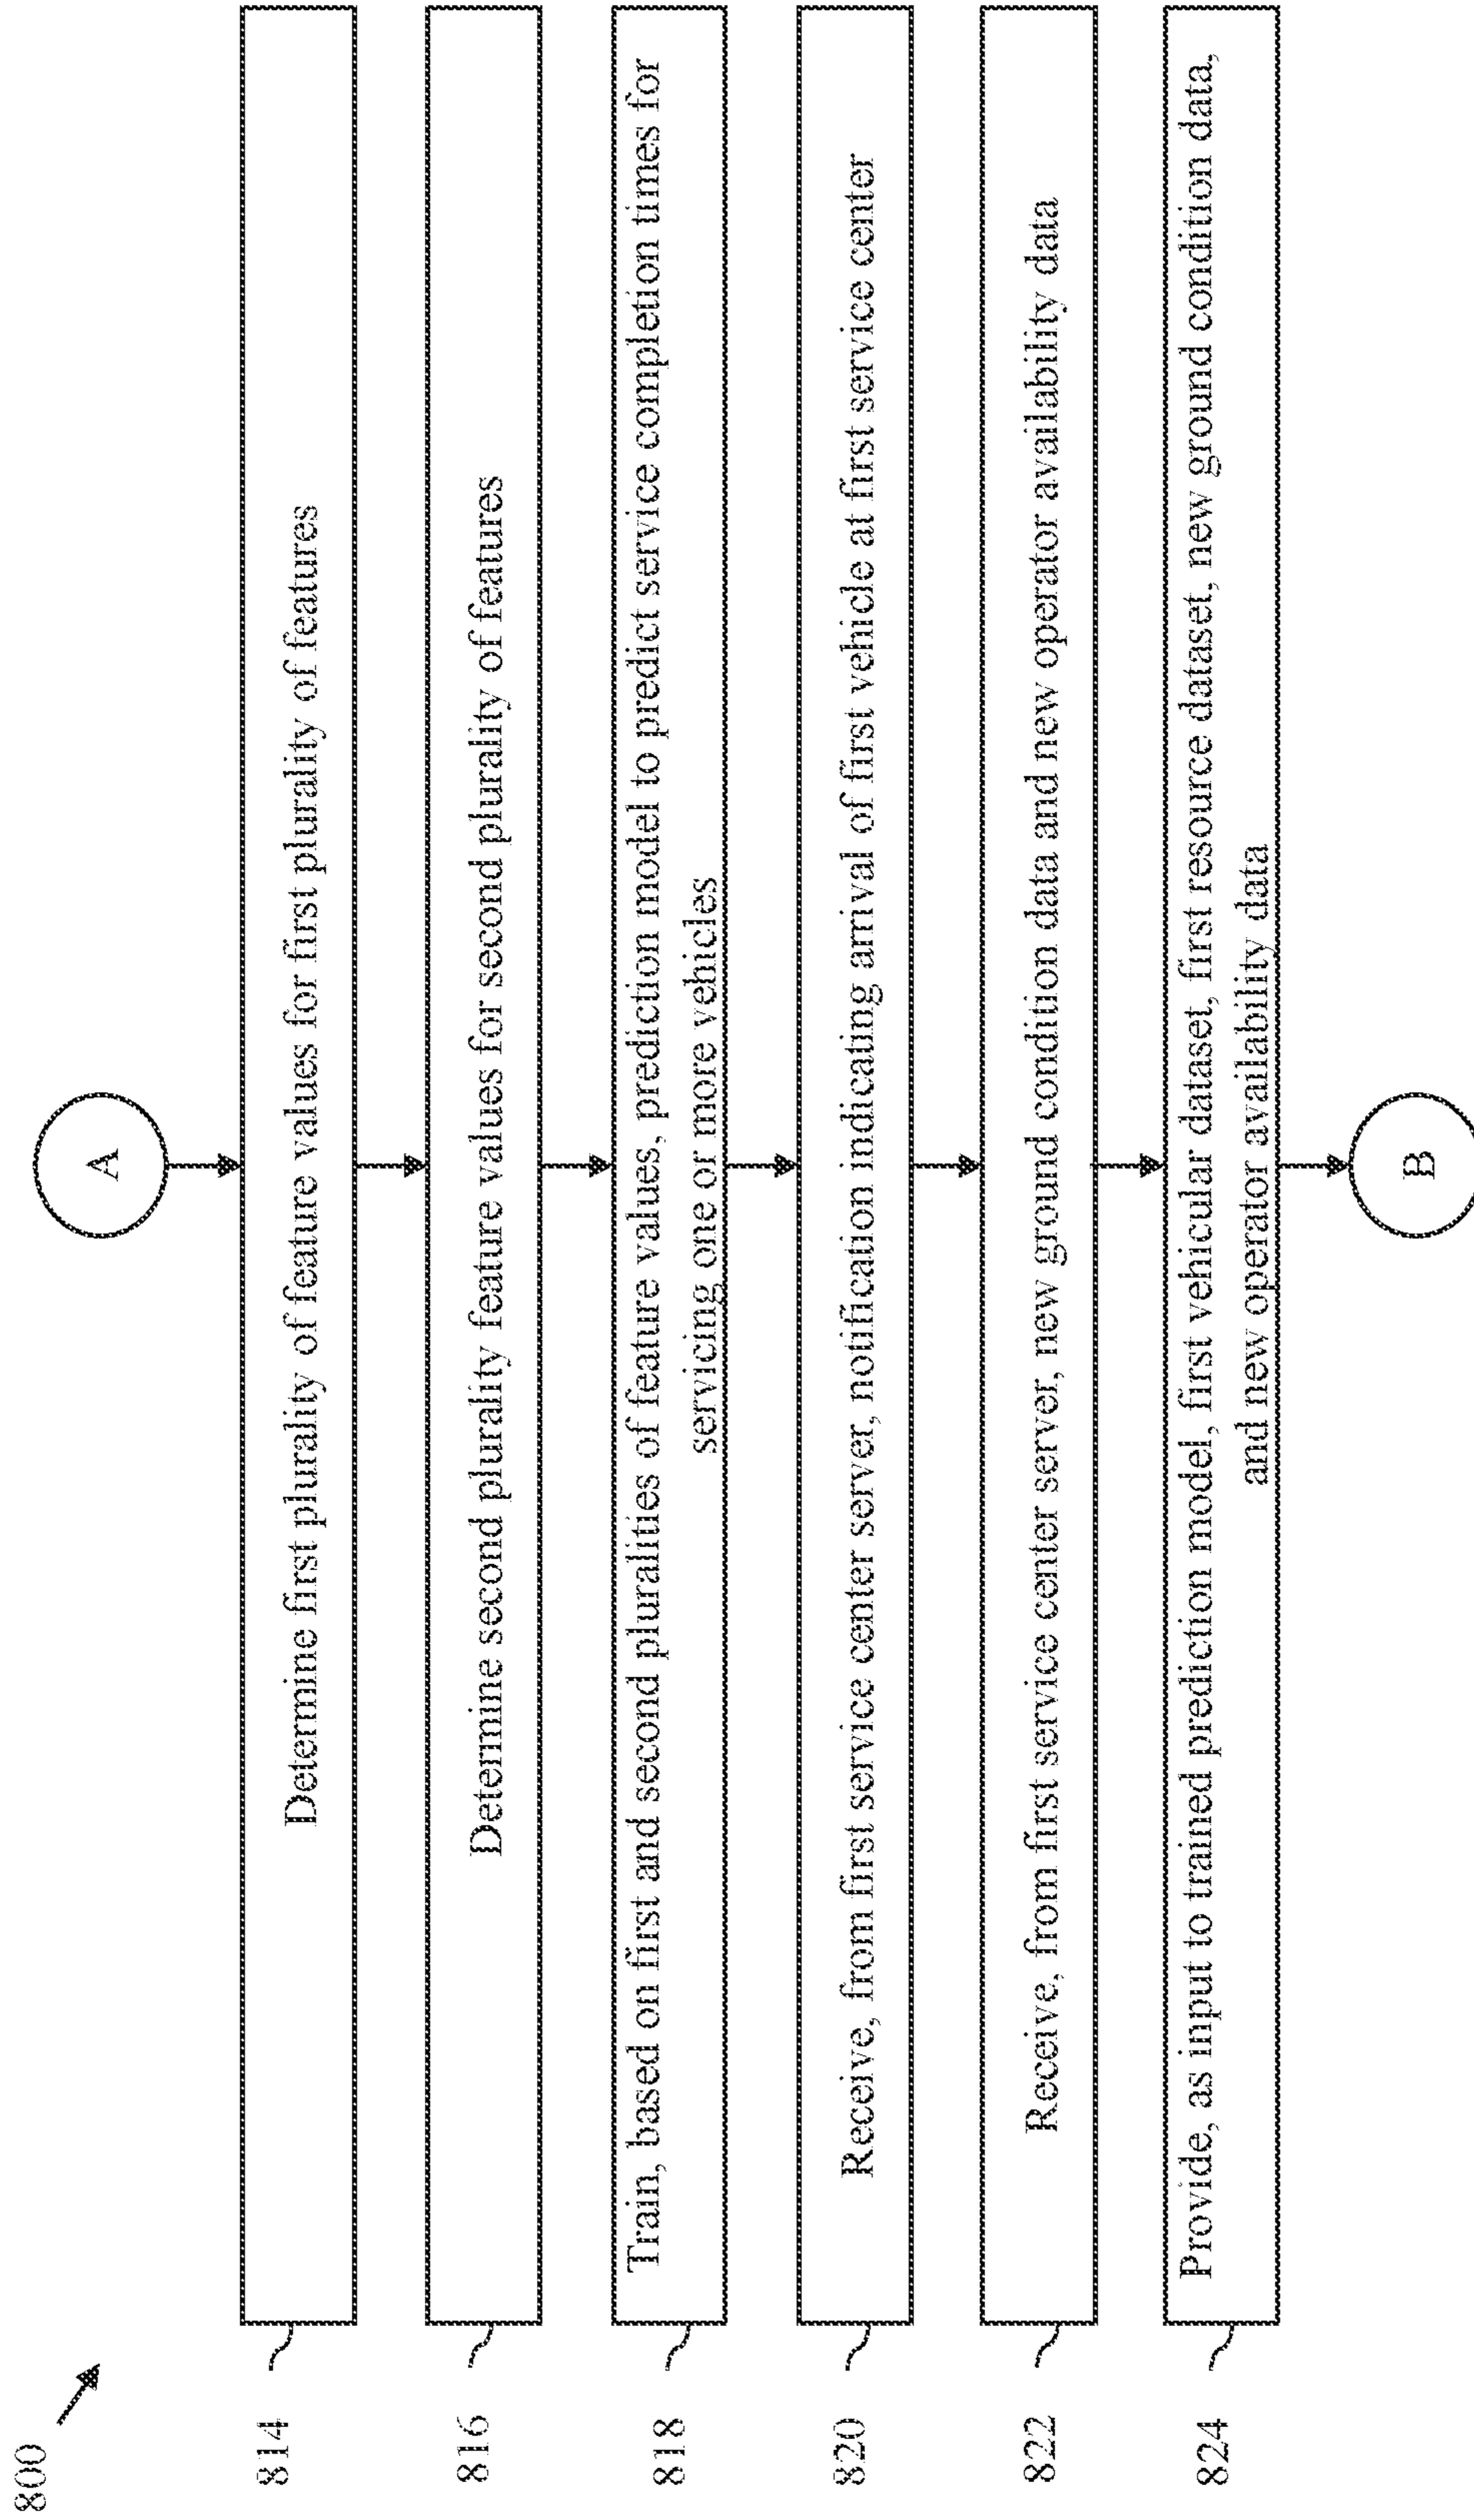 800
A
814
Determine first plurality of feature values for first plurality of features
816
Determine second plurality feature values for second plurality of features
818
Train, based on first and second pluralities of feature values, prediction model to predict service completion times for
servicing one or more vehicles
820
Receive, from first service center server, notification indicating arrival of first vehicle at first service center
822
Receive, from first service center server, new ground condition data and new operator availability data
824
Provide, as input to trained prediction model, first vehicular dataset, first resource dataset, new ground condition data,
and new operator availability data
B